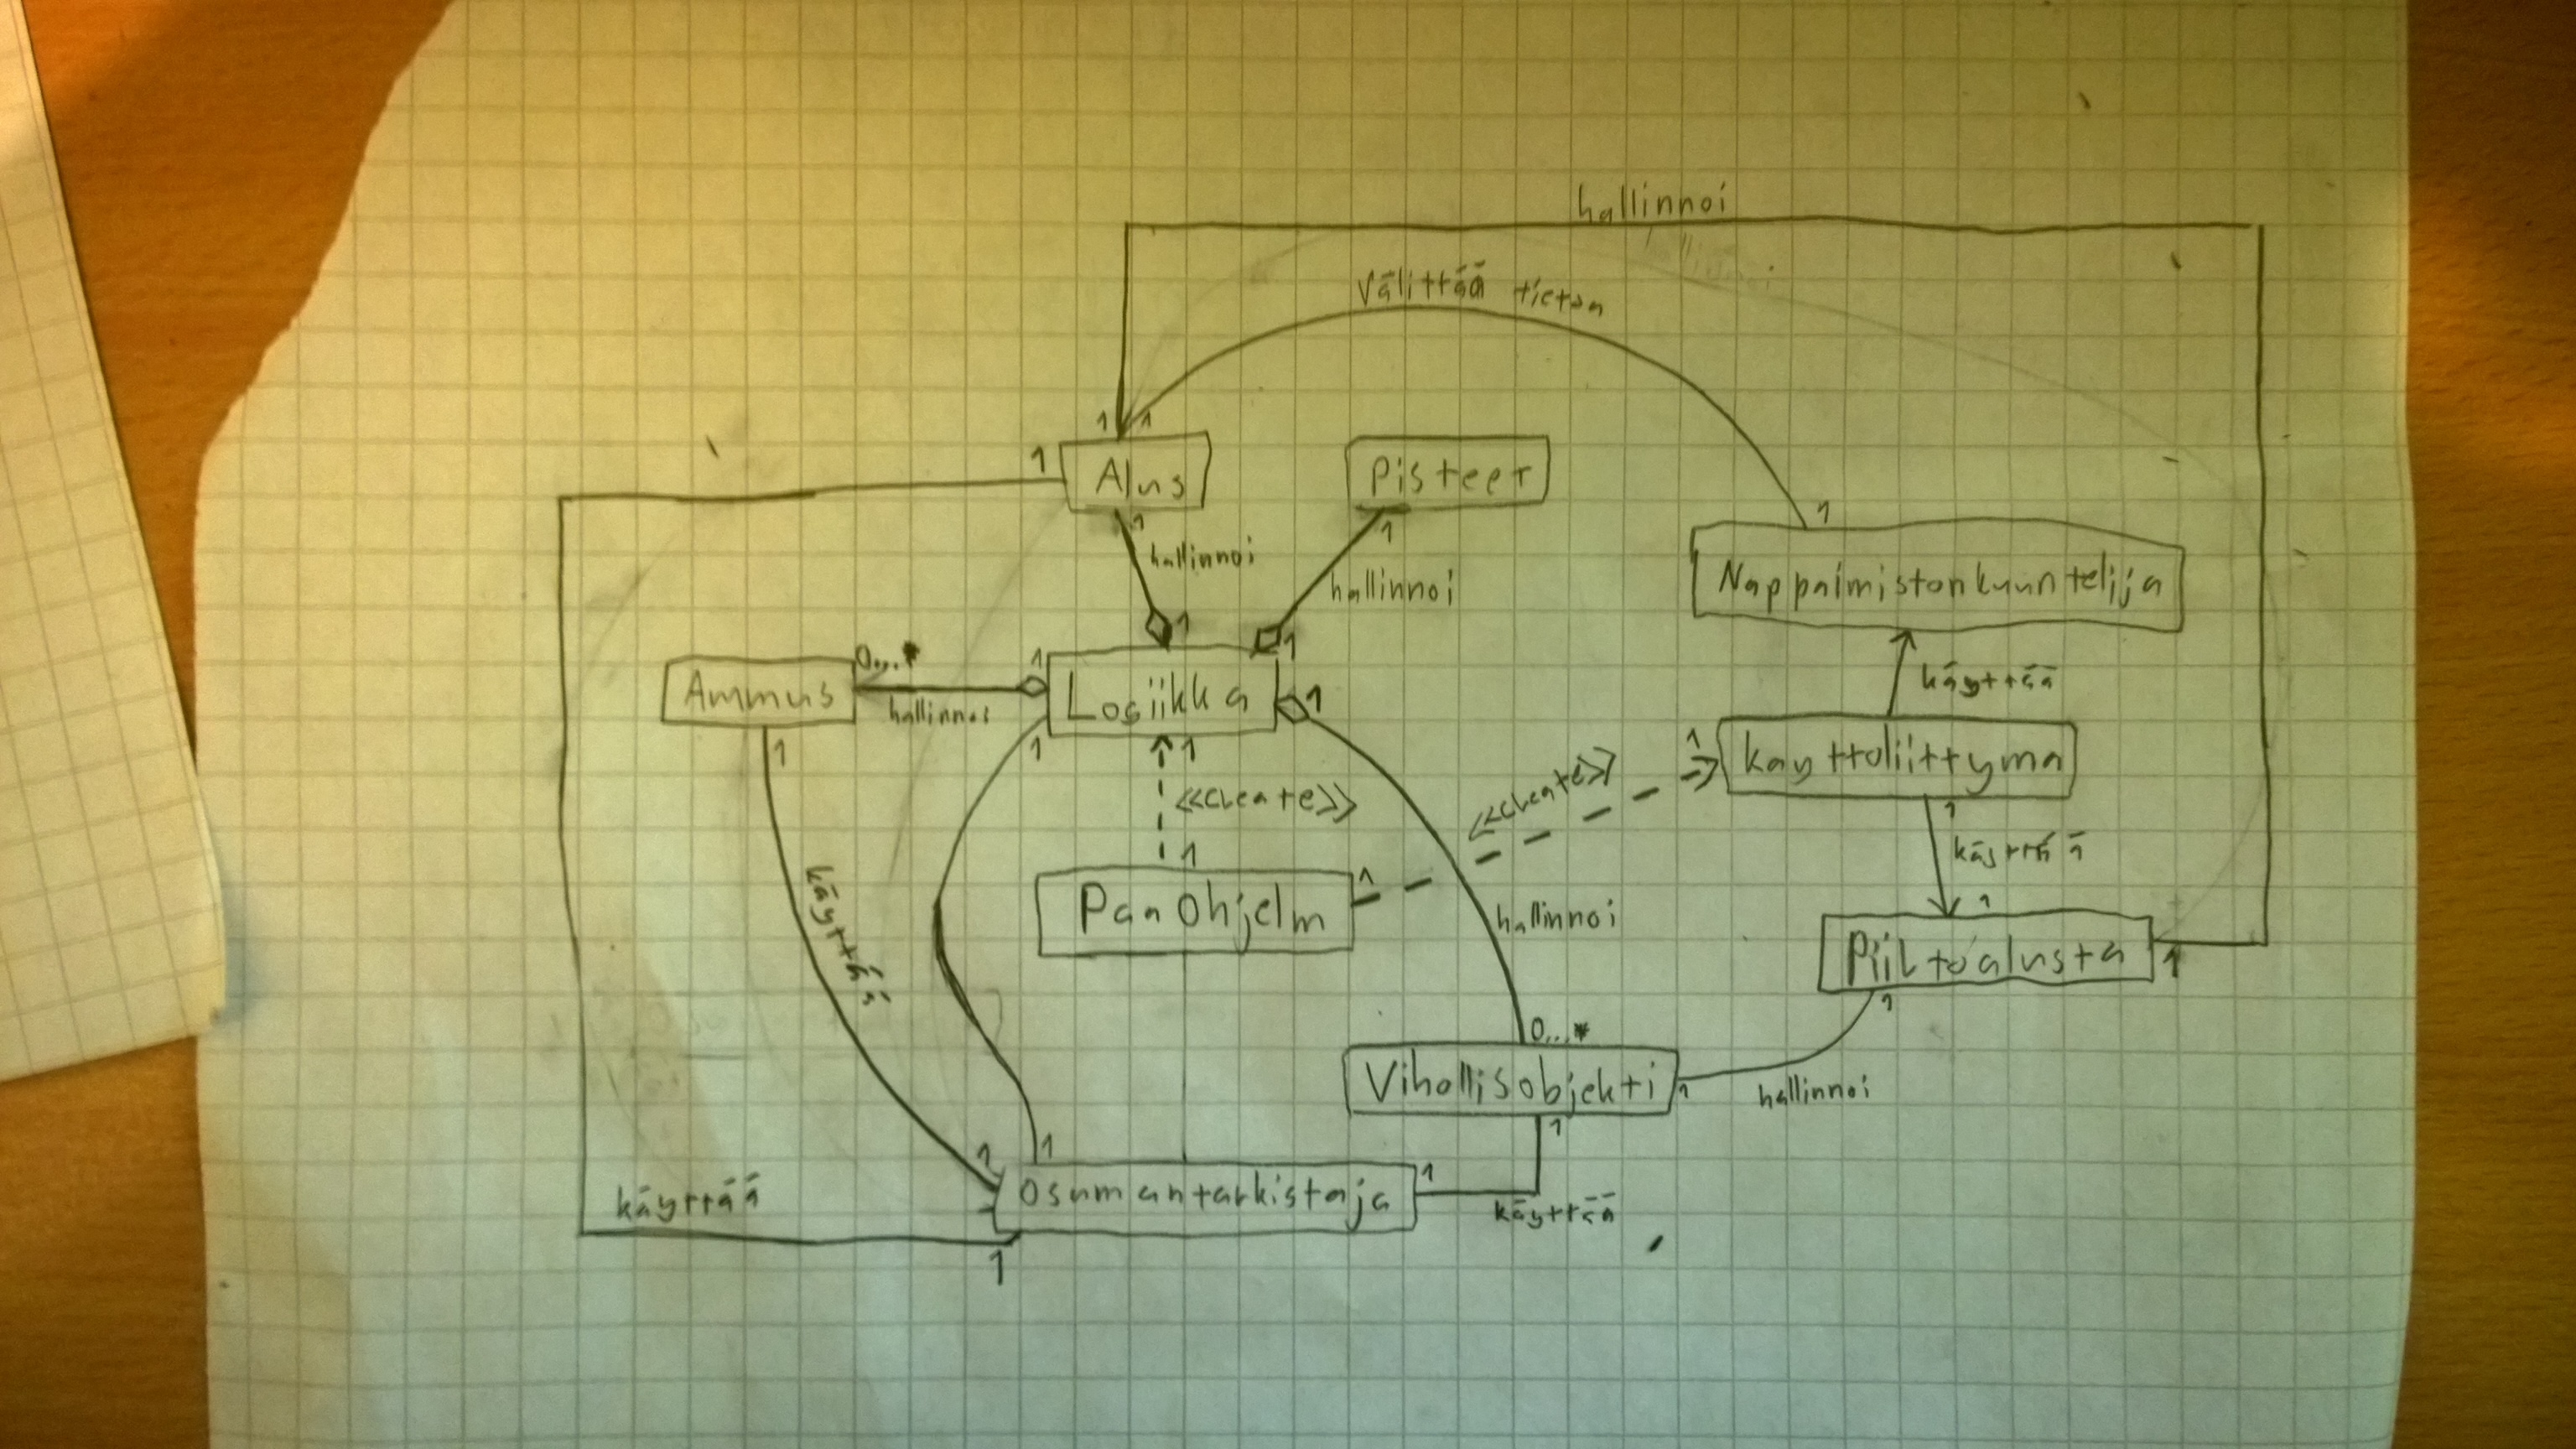 hallinnoi
välittää tietoa
1 1
1 Alus
Pisteet
1
1
1
hallinnoi
hallinnoi
Nappaimistonkuuntelija
1
1
0...*
1
Ammus
hallinnoi
Logiikka
1
käyttää
1
1
1
<<create>>
<<create>>
1
kayttoliittyma
1
käyttää
käyttää
1
PaaOhjelm
1
1
hallinnoi
Piirtoalusta
1
1
0...*
Vihollisobjekti
1
hallinnoi
1
1
1
Osumantarkistaja
1
käyttää
käyttää
1